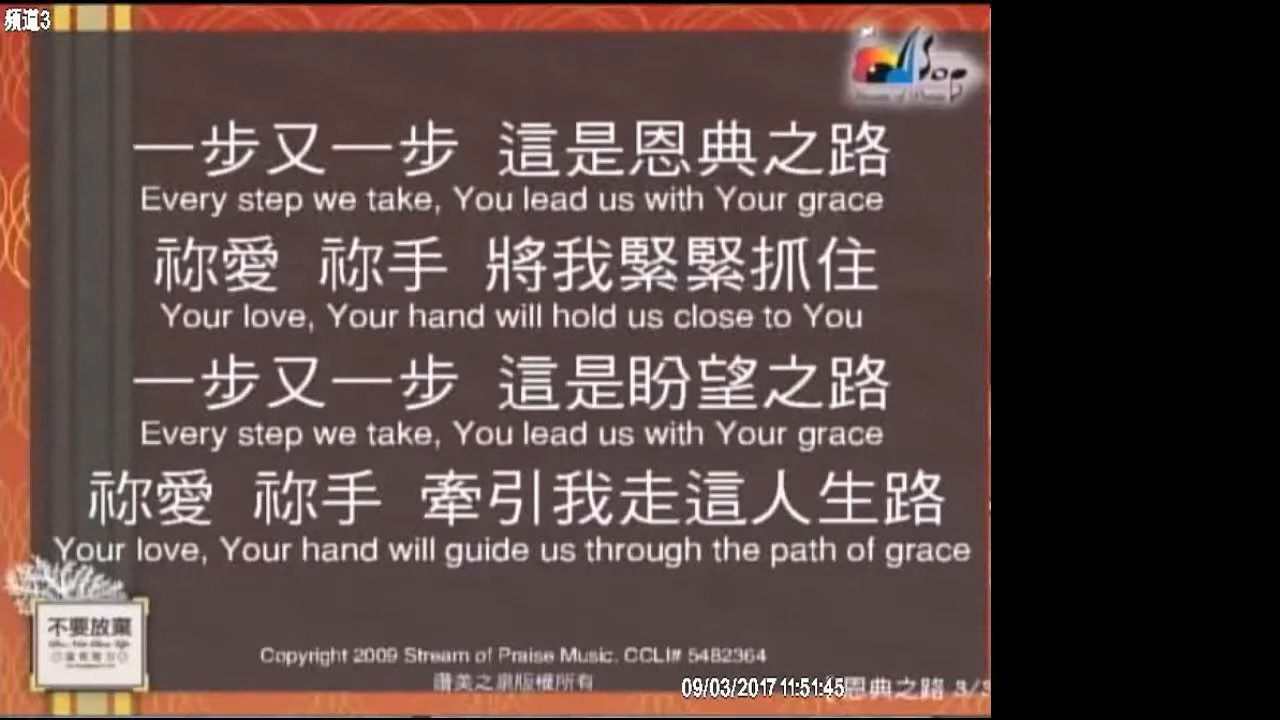 頻道3
Sop
一步又一步 這是恩典之路
Every step we take, You lead us with Your grace
祢愛 祢手 將我緊緊抓住
Your love, Your hand will hold us close to You
一步又一步 這是盼望之路
Every step we take, You lead us with Your grace
祢愛 祢手 牽引我走這人生路
Your love, Your hand will guide us through the path of grace
不要放棄
Copyright 2009 Stream of Praise Music. CCLI# 5482364
讚美之泉版權所有
09/03/2017 11:51:45 恩典之路 3/3